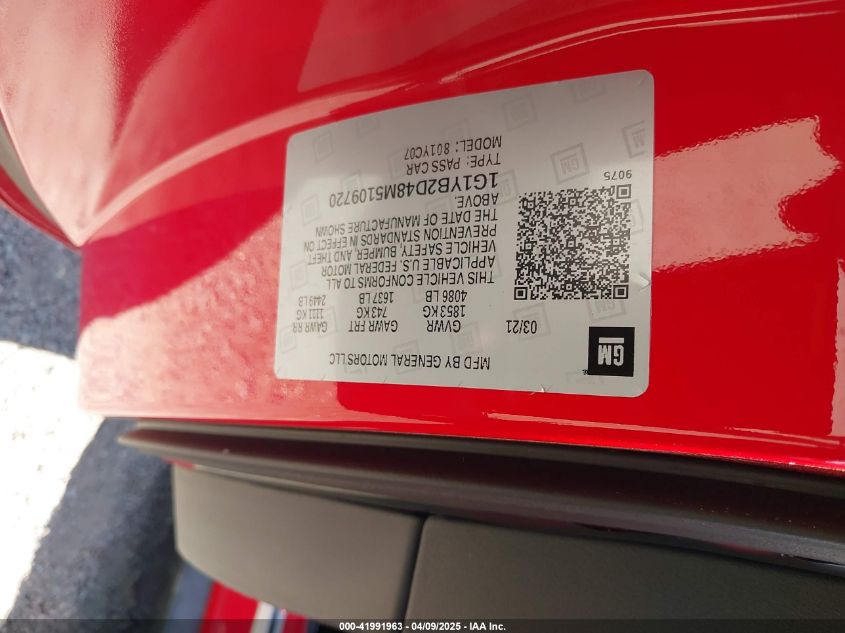 GM
MFD BY GENERAL MOTORS LLC
03/21
GVWR GAWR FRT GAWR RR
1853 KG 743 KG 1111 KG
4086 LB 1637 LB 2449 LB
THIS VEHICLE CONFORMS TO ALL
APPLICABLE U.S. FEDERAL MOTOR
VEHICLE SAFETY, BUMPER, AND THEFT
PREVENTION STANDARDS IN EFFECT ON
THE DATE OF MANUFACTURE SHOWN
ABOVE.
1G1YB2D48M5109720
TYPE: PASS CAR
MODEL: 801YC07
9075
000-41991963 | 04/09/2025 - IAA Inc.